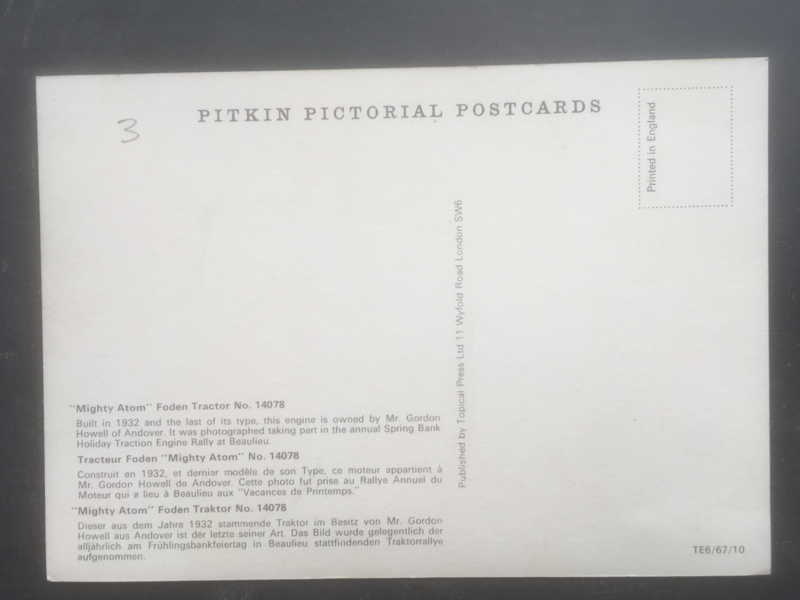 3
PITKIN PICTORIAL POSTCARDS
Printed in England
Published by Topical Press Ltd 11 Wyfold Road London SW6
"Mighty Atom" Foden Tractor No. 14078
Built in 1932 and the last of its type, this engine is owned by Mr. Gordon
Howell of Andover. It was photographed taking part in the annual Spring Bank
Holiday Traction Engine Rally at Beaulieu.
Tracteur Foden "Mighty Atom" No. 14078
Construit en 1932, et dernier modèle de son Type, ce moteur appartient à
Mr. Gordon Howell de Andover. Cette photo fut prise au Rallye Annuel du
Moteur qui a lieu à Beaulieu aux "Vacances de Printemps."
"Mighty Atom" Foden Traktor No. 14078
Dieser aus dem Jahre 1932 stammende Traktor im Besitz von Mr. Gordon
Howell aus Andover ist der letzte seiner Art. Das Bild wurde gelegentlich der
alljährlich am Frühlingsbankfeiertag in Beaulieu stattfindenden Traktorrallye
aufgenommen.
TE6/67/10